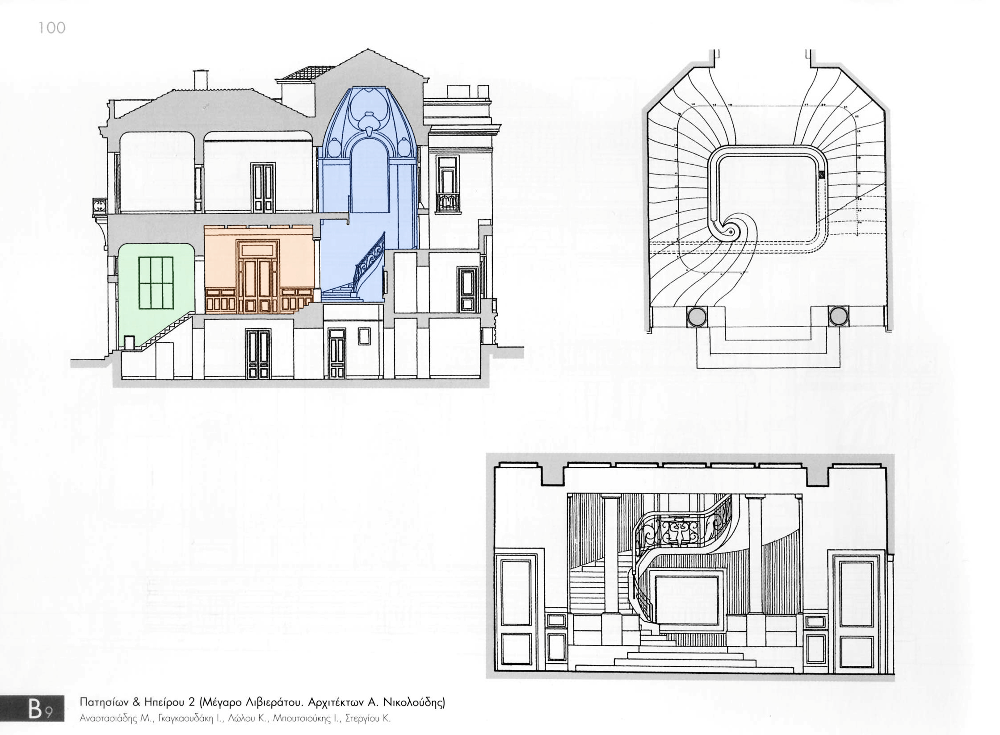 100
B9
Πατησίων & Ηπείρου 2 (Μέγαρο Λιβιεράτου. Αρχιτέκτων Α. Νικολούδης)
Αναστασιάδης Μ., Γκαγκαουδάκη Ι., Λώλου Κ., Μπουτσιούκης Ι., Στεργίου Κ.